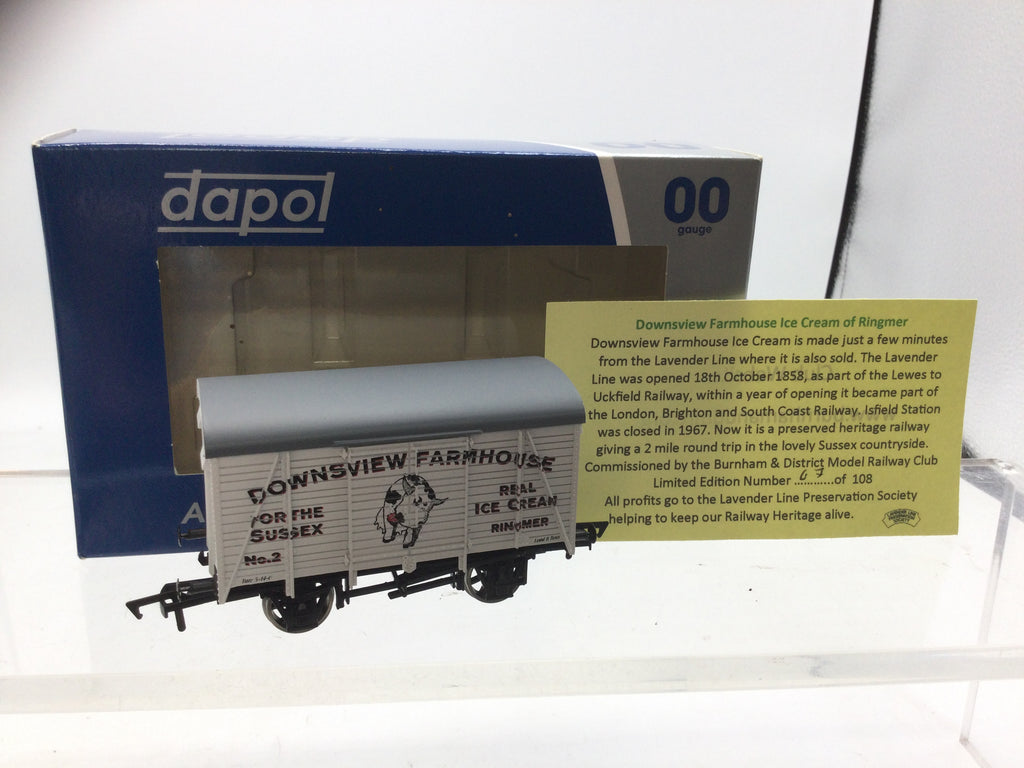 dapol
00
gauge
A
Downsview Farmhouse Ice Cream of Ringmer
Downsview Farmhouse Ice Cream is made just a few minutes
from the Lavender Line where it is also sold. The Lavender
Line was opened 18th October 1858, as part of the Lewes to
Uckfield Railway, within a year of opening it became part of
the London, Brighton and South Coast Railway. Isfield Station
was closed in 1967. Now it is a preserved heritage railway
giving a 2 mile round trip in the lovely Sussex countryside.
Commissioned by the Burnham & District Model Railway Club
Limited Edition Number ..67..of 108
All profits go to the Lavender Line Preservation Society
helping to keep our Railway Heritage alive.
DOWNSVIEW FARMHOUSE
FOR THE
SUSSEX
No.2
REAL
ICE CREAM
RINGMER